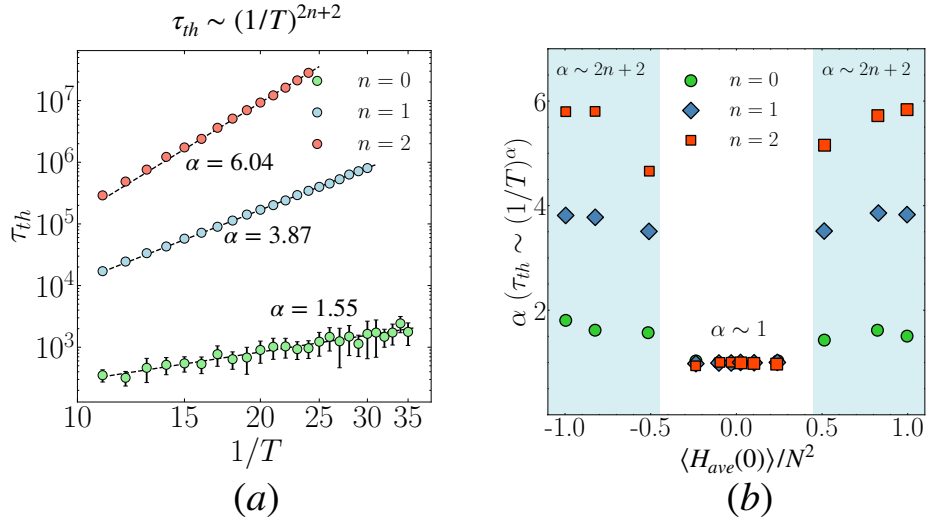 τ_th ∼ (1/T)^{2n+2}
10^7
10^6
10^5
10^4
10^3
τ_th
n = 0
n = 1
n = 2
α = 6.04
α = 3.87
α = 1.55
10 15 20 25 30 35
1/T
(a)
α ∼ 2n + 2
α ∼ 2n + 2
n = 0
n = 1
n = 2
α ∼ 1
6
4
2
α (τ_th ∼ (1/T)^α)
-1.0 -0.5 0.0 0.5 1.0
⟨H_ave(0)⟩/N^2
(b)